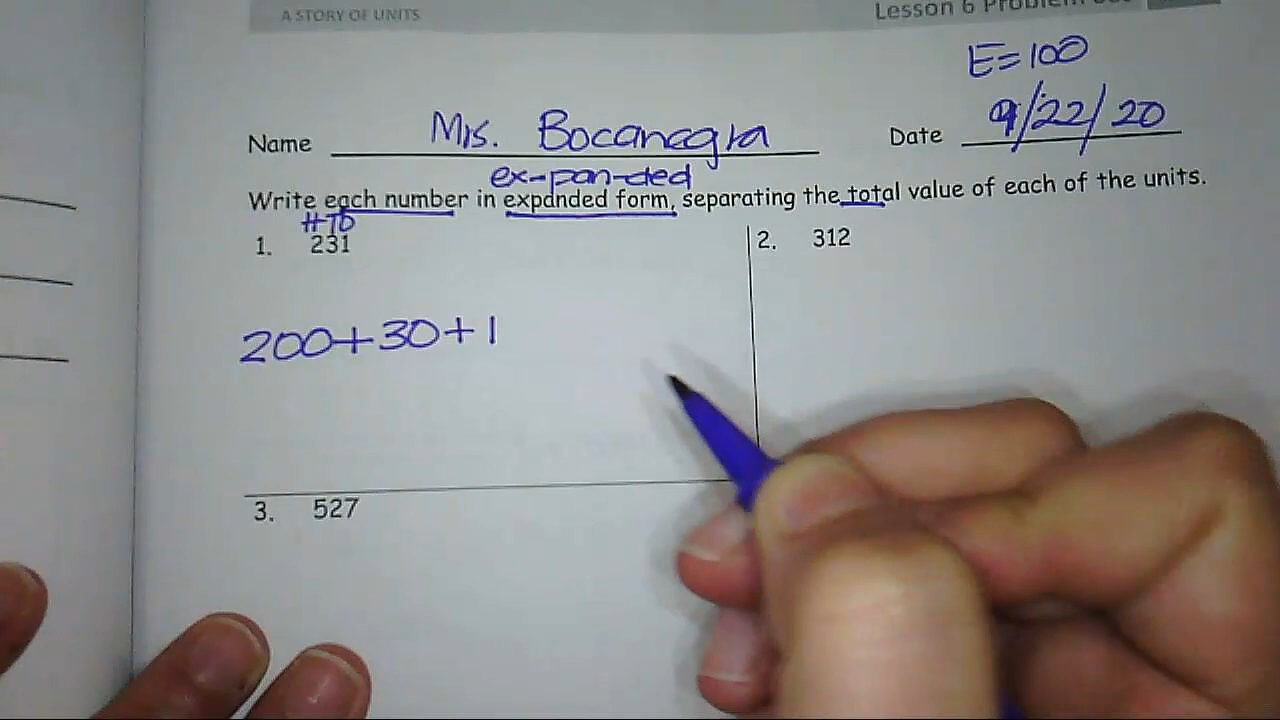 A STORY OF UNITS
Lesson 6 Problem
E=100
Name Mrs. Bocanegra Date 9/22/20
ex-pan-ded
Write each number in expanded form, separating the total value of each of the units.
HTO
1. 231
2. 312
200+30+1
3. 527